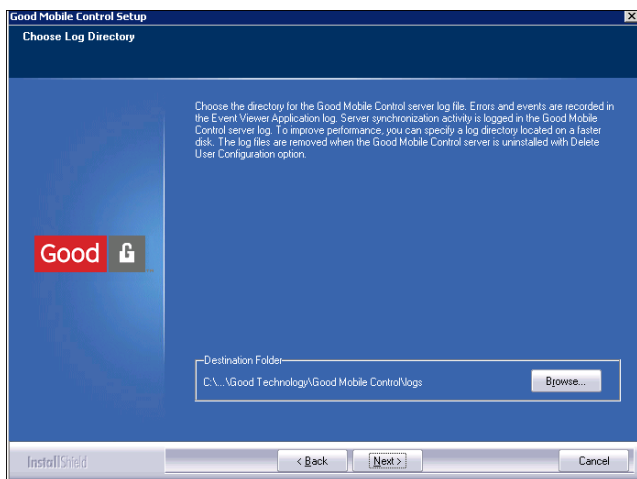 Good Mobile Control Setup
Choose Log Directory
Choose the directory for the Good Mobile Control server log file. Errors and events are recorded in
the Event Viewer Application log. Server synchronization activity is logged in the Good Mobile
Control server log. To improve performance, you can specify a log directory located on a faster
disk. The log files are removed when the Good Mobile Control server is uninstalled with Delete
User Configuration option.
Good
Destination Folder
C:\...\Good Technology\Good Mobile Control\logs
Browse...
InstallShield
< Back
Next >
Cancel